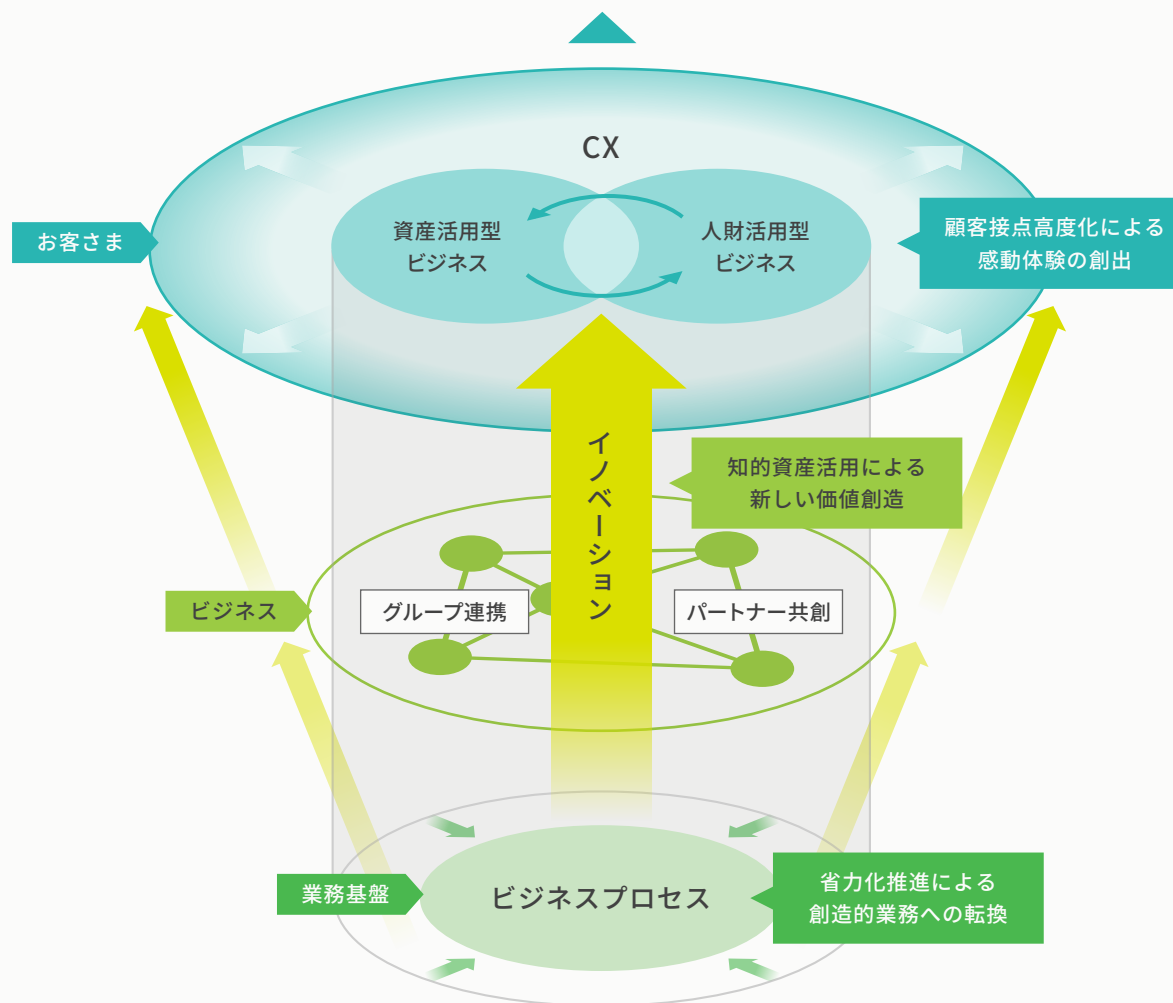 CX
お客さま
資産活用型
ビジネス
人財活用型
ビジネス
顧客接点高度化による
感動体験の創出
イノベーション
知的資産活用による
新しい価値創造
ビジネス
グループ連携
パートナー共創
業務基盤
ビジネスプロセス
省力化推進による
創造的業務への転換